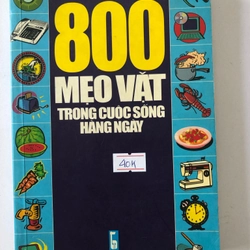 800
MẸO VẶT
TRONG CUỘC SỐNG
HÀNG NGÀY
40K